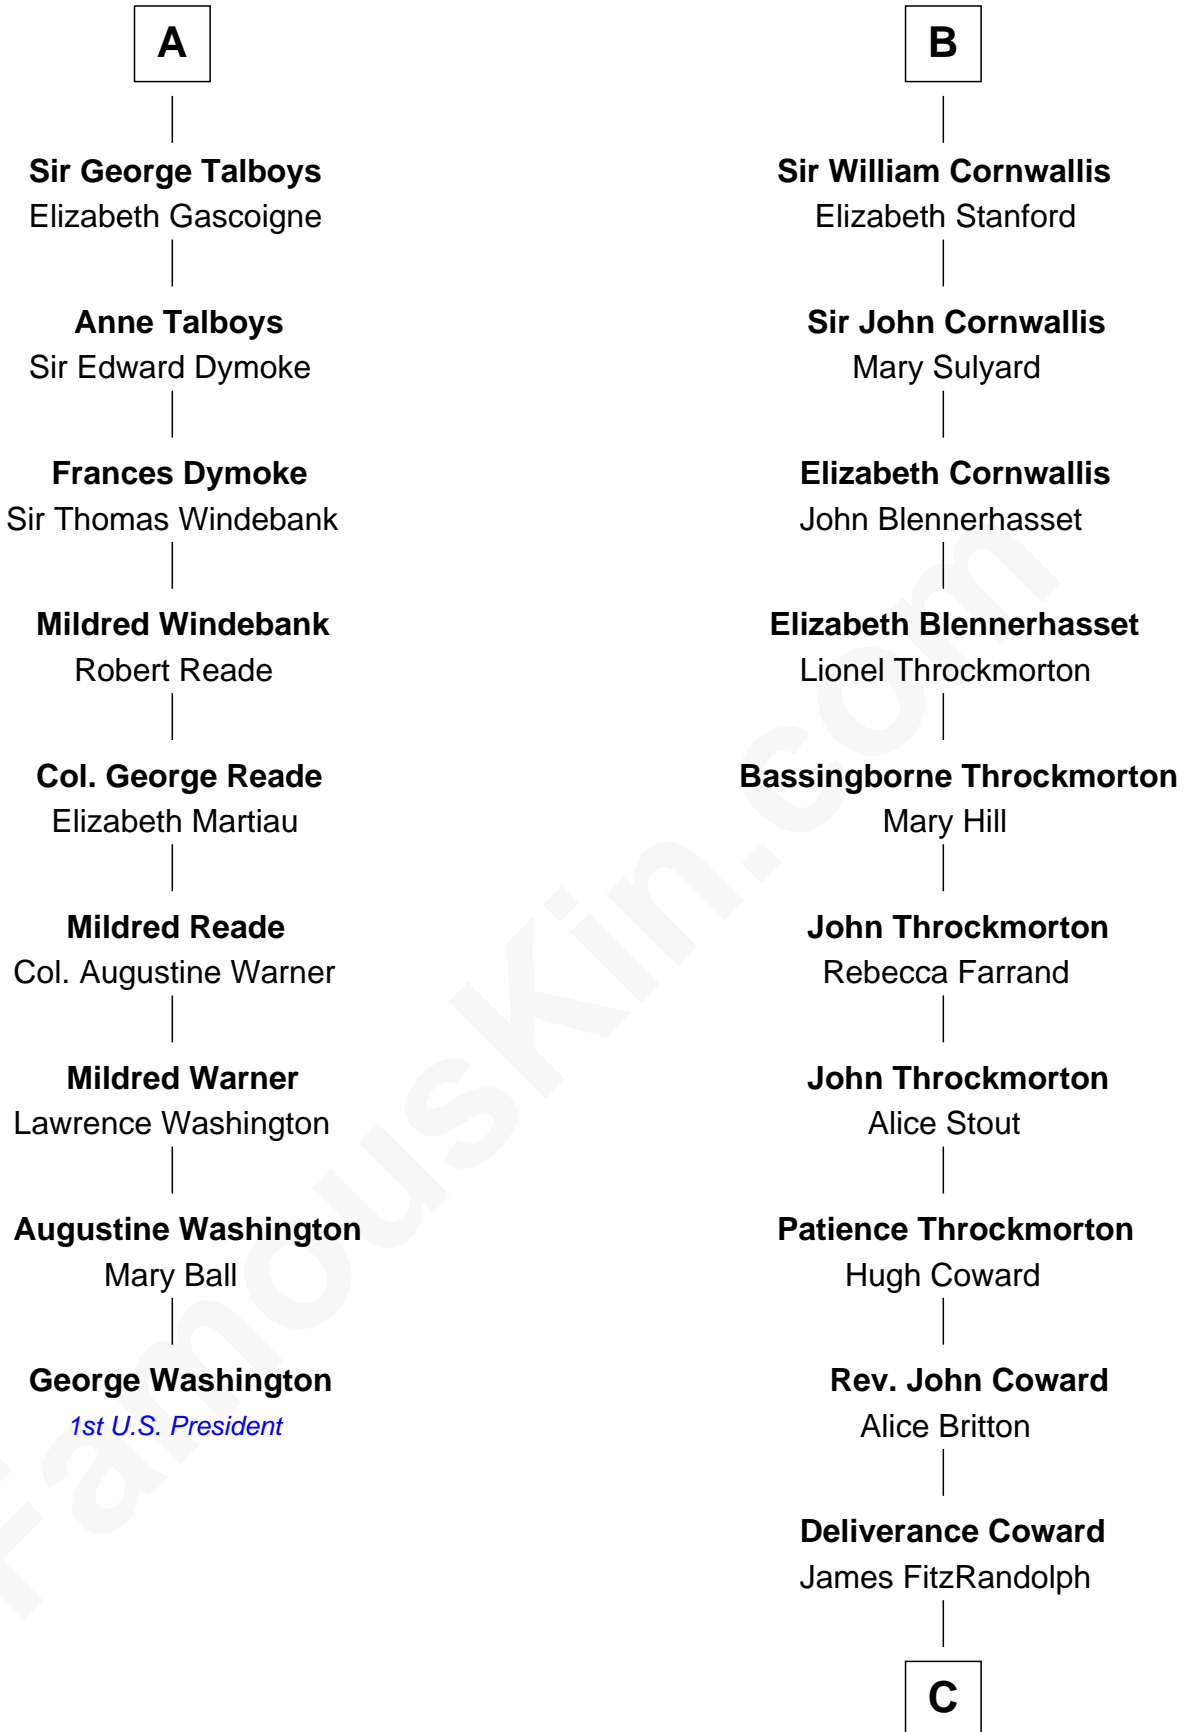 A
Sir George Talboys
Elizabeth Gascoigne
Anne Talboys
Sir Edward Dymoke
Frances Dymoke
Sir Thomas Windebank
Mildred Windebank
Robert Reade
Col. George Reade
Elizabeth Martiau
Mildred Reade
Col. Augustine Warner
Mildred Warner
Lawrence Washington
Augustine Washington
Mary Ball
George Washington
1st U.S. President
B
Sir William Cornwallis
Elizabeth Stanford
Sir John Cornwallis
Mary Sulyard
Elizabeth Cornwallis
John Blennerhasset
Elizabeth Blennerhasset
Lionel Throckmorton
Bassingborne Throckmorton
Mary Hill
John Throckmorton
Rebecca Farrand
John Throckmorton
Alice Stout
Patience Throckmorton
Hugh Coward
Rev. John Coward
Alice Britton
Deliverance Coward
James FitzRandolph
C
FamousKin.com